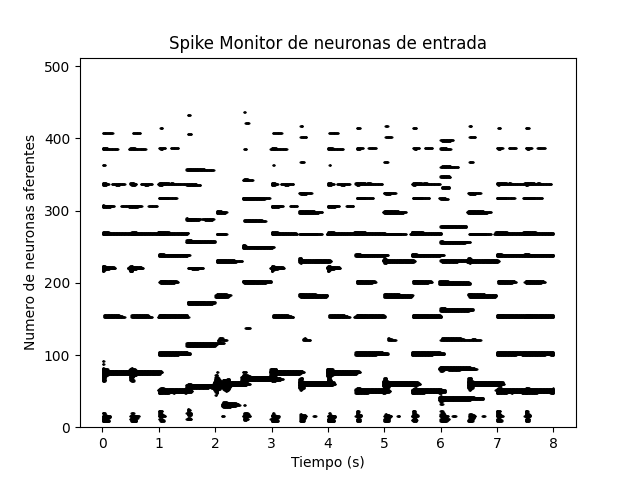 Spike Monitor de neuronas de entrada
500
400
300
200
100
0
Numero de neuronas aferentes
0 1 2 3 4 5 6 7 8
Tiempo (s)